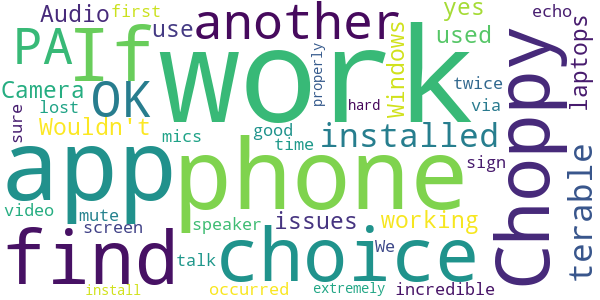 Audio first another yes echo
PA If use used
work Windows properly laptops
Camera OK twice
lost via hard
sure Wouldn't mics good installed
time sign
app phone Choppy terable
video mute issues working
screen speaker We
find talk choice
install occurred extremely incredible